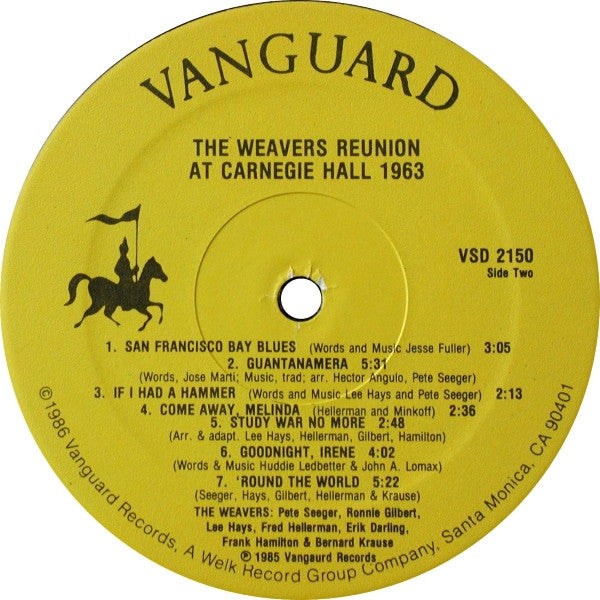 VANGUARD
THE WEAVERS REUNION
AT CARNEGIE HALL 1963
VSD 2150
Side Two
1. SAN FRANCISCO BAY BLUES (Words and Music Jesse Fuller) 3:05
2. GUANTANAMERA 5:31
(Words, Jose Marti; Music, trad; arr. Hector Angulo, Pete Seeger)
3. IF I HAD A HAMMER (Words and Music Lee Hays and Pete Seeger) 2:13
4. COME AWAY, MELINDA (Hellerman and Minkoff) 2:36
5. STUDY WAR NO MORE 2:48
(Arr. & adapt. Lee Hays, Hellerman, Gilbert, Hamilton)
6. GOODNIGHT, IRENE 4:02
(Words & Music Huddie Ledbetter & John A. Lomax)
7. 'ROUND THE WORLD 5:22
(Seeger, Hays, Gilbert, Hellerman & Krause)
THE WEAVERS: Pete Seeger, Ronnie Gilbert,
Lee Hays, Fred Hellerman, Erik Darling,
Frank Hamilton & Bernard Krause
℗ 1985 Vangaurd Records
©1986 Vanguard Records, A Welk Record Group Company, Santa Monica, CA 90401